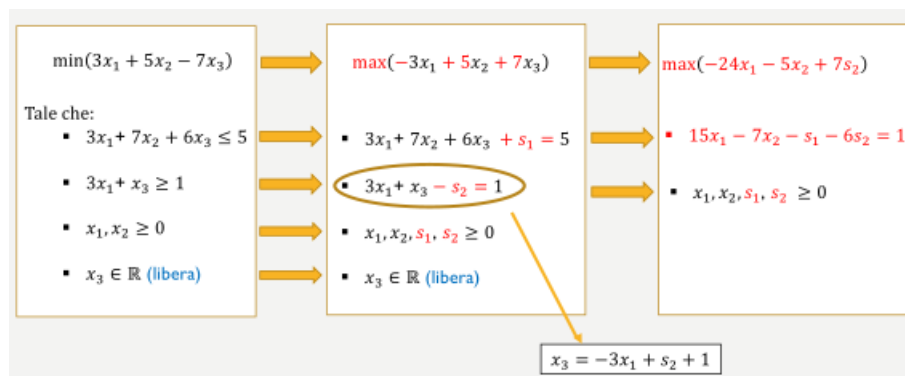 min(3x₁ + 5x₂ − 7x₃)
Tale che:
▪ 3x₁+ 7x₂ + 6x₃ ≤ 5
▪ 3x₁+ x₃ ≥ 1
▪ x₁, x₂ ≥ 0
▪ x₃ ∈ ℝ (libera)
max(−3x₁ + 5x₂ + 7x₃)
▪ 3x₁+ 7x₂ + 6x₃ + s₁ = 5
▪ 3x₁+ x₃ − s₂ = 1
▪ x₁, x₂, s₁, s₂ ≥ 0
▪ x₃ ∈ ℝ (libera)
max(−24x₁ − 5x₂ + 7s₂)
▪ 15x₁ − 7x₂ − s₁ − 6s₂ = 1
▪ x₁, x₂, s₁, s₂ ≥ 0
x₃ = −3x₁ + s₂ + 1